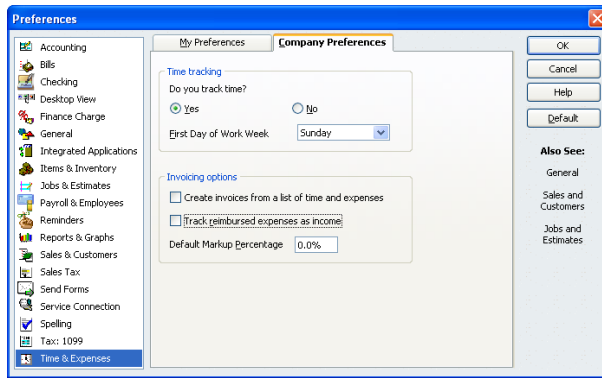 Preferences
Accounting
Bills
Checking
Desktop View
Finance Charge
General
Integrated Applications
Items & Inventory
Jobs & Estimates
Payroll & Employees
Reminders
Reports & Graphs
Sales & Customers
Sales Tax
Send Forms
Service Connection
Spelling
Tax: 1099
Time & Expenses
My Preferences
Company Preferences
Time tracking
Do you track time?
Yes
No
First Day of Work Week
Sunday
Invoicing options
Create invoices from a list of time and expenses
Track reimbursed expenses as income
Default Markup Percentage
0.0%
OK
Cancel
Help
Default
Also See:
General
Sales and
Customers
Jobs and
Estimates